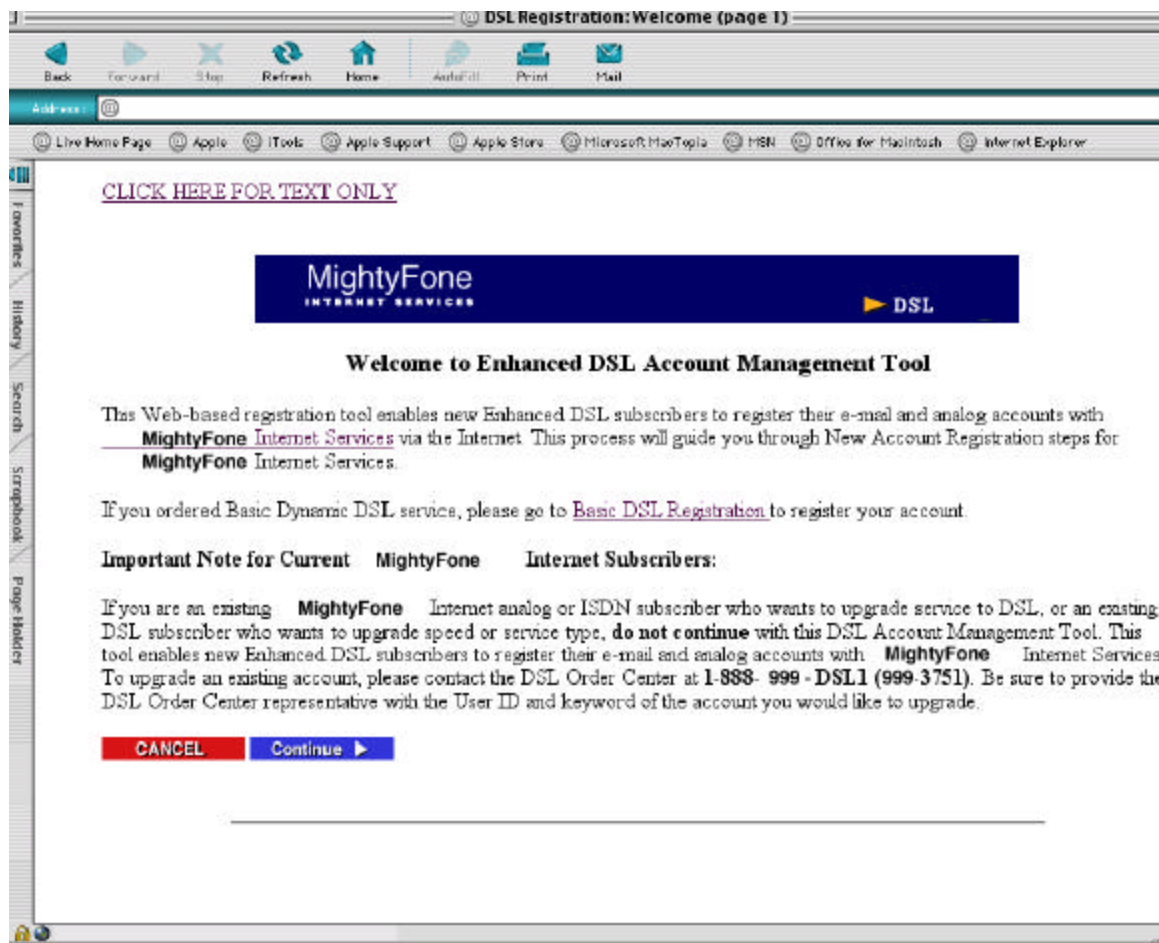 DSL Registration: Welcome (page 1)
Back Forward Stop Refresh Home AutoFill Print Mail
Address:
Live Home Page Apple iTools Apple Support Apple Store Microsoft MacTopia MSN Office for Macintosh Internet Explorer
Favorites
History
Search
Scrapbook
Page Holder
CLICK HERE FOR TEXT ONLY
MightyFone
INTERNET SERVICES
DSL
Welcome to Enhanced DSL Account Management Tool
This Web-based registration tool enables new Enhanced DSL subscribers to register their e-mail and analog accounts with
MightyFone Internet Services via the Internet. This process will guide you through New Account Registration steps for
MightyFone Internet Services.
If you ordered Basic Dynamic DSL service, please go to Basic DSL Registration to register your account.
Important Note for Current MightyFone Internet Subscribers:
If you are an existing MightyFone Internet analog or ISDN subscriber who wants to upgrade service to DSL, or an existing
DSL subscriber who wants to upgrade speed or service type, do not continue with this DSL Account Management Tool. This
tool enables new Enhanced DSL subscribers to register their e-mail and analog accounts with MightyFone Internet Services
To upgrade an existing account, please contact the DSL Order Center at 1-888- 999 - DSL1 (999-3751). Be sure to provide the
DSL Order Center representative with the User ID and keyword of the account you would like to upgrade.
CANCEL Continue